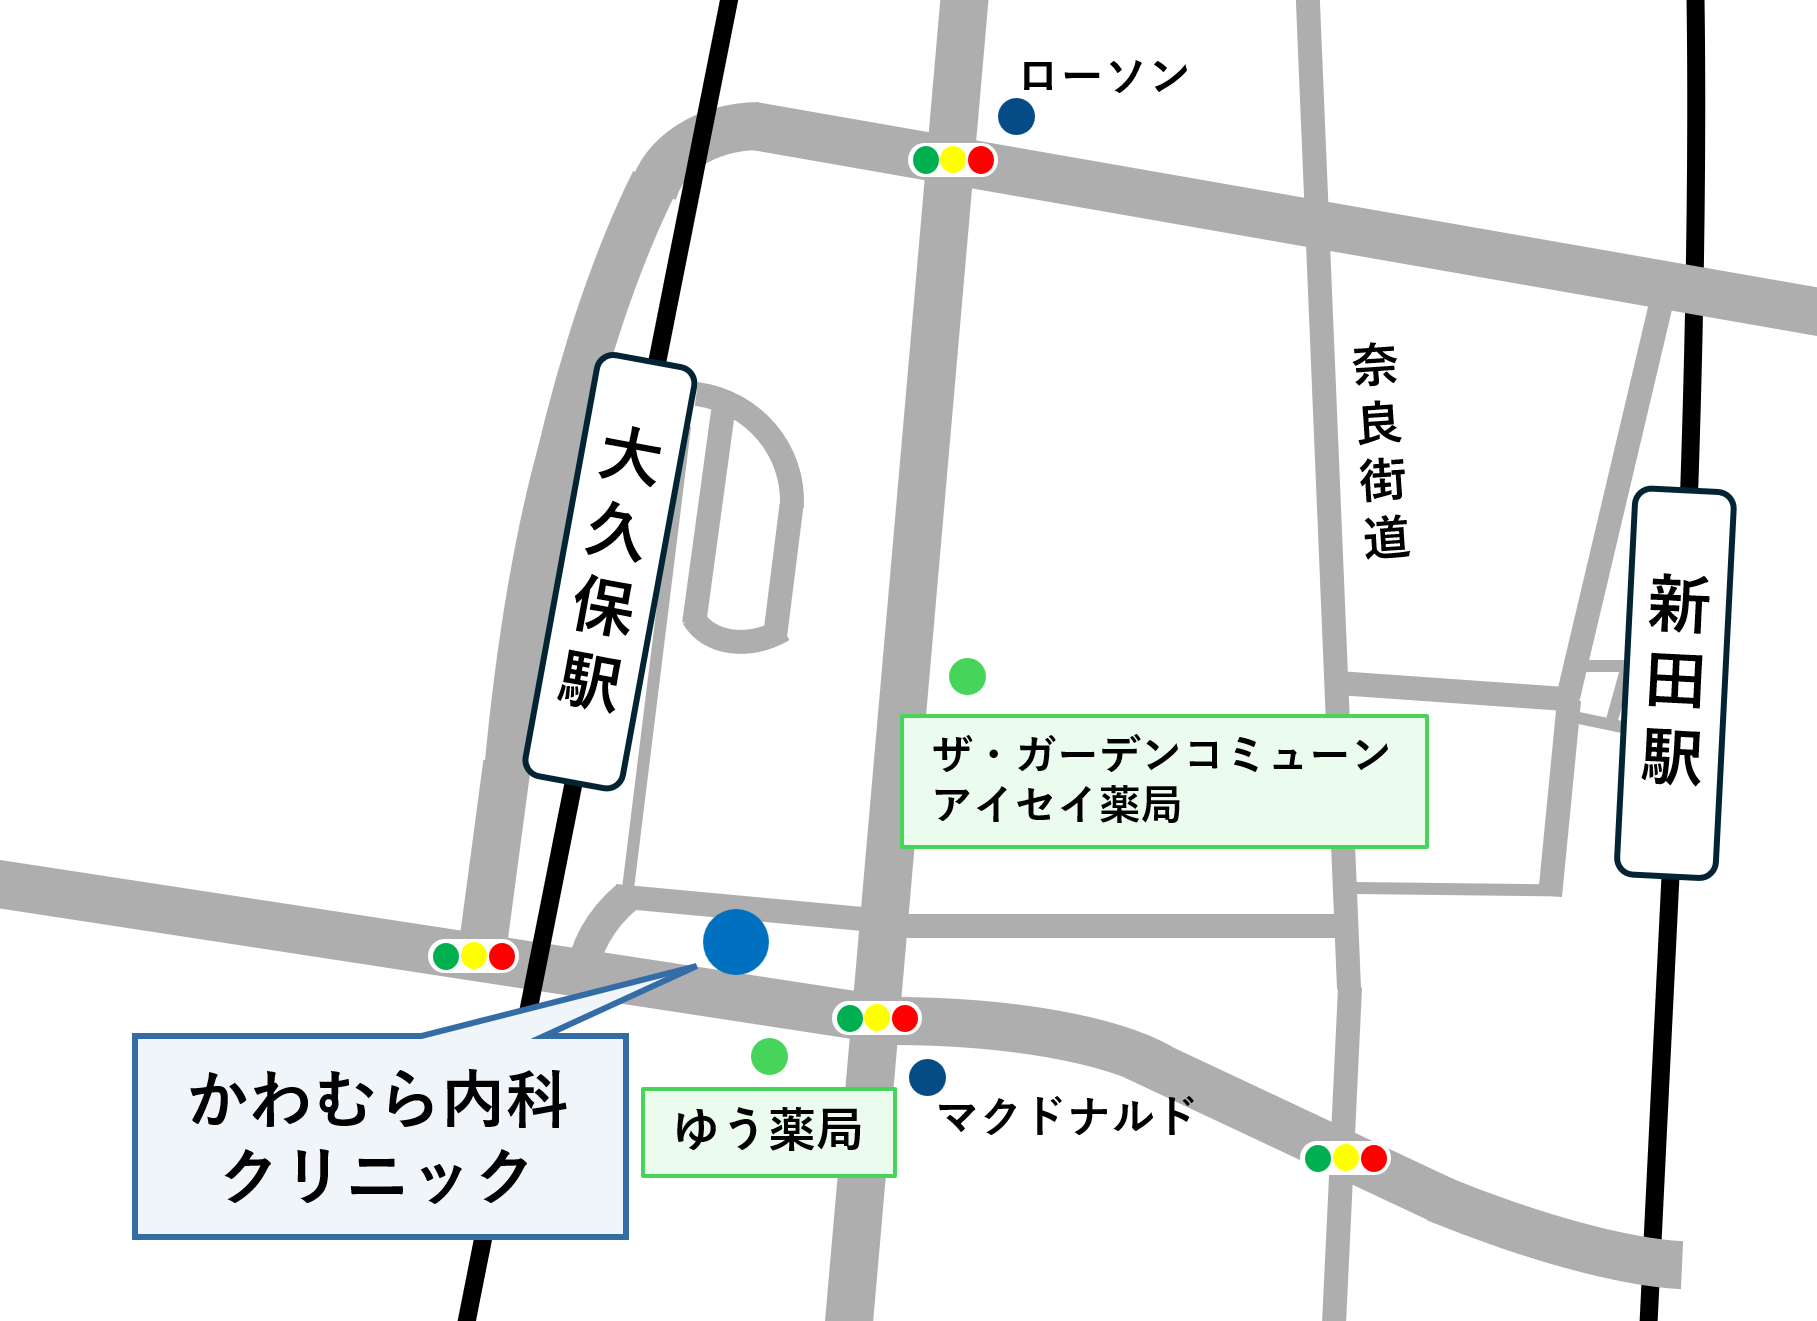 ローソン
奈良街道
大久保駅
新田駅
ザ・ガーデンコミューン
アイセイ薬局
かわむら内科
クリニック
ゆう薬局
マクドナルド